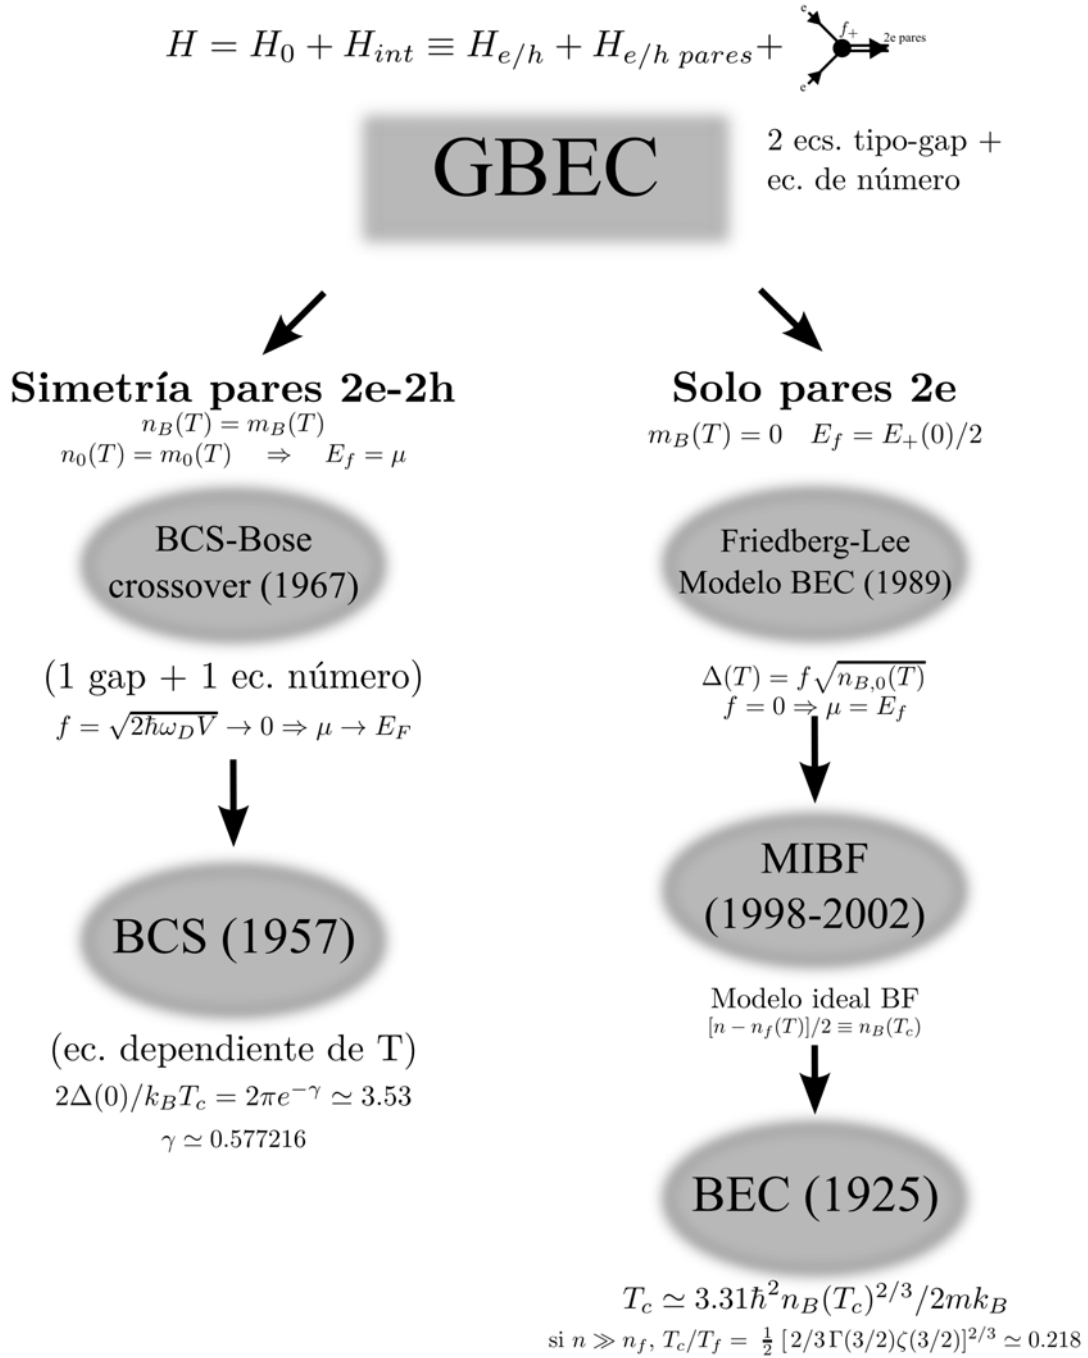 H = H_0 + H_{int} ≡ H_{e/h} + H_{e/h pares} +
e
f_+
2e pares
e
GBEC
2 ecs. tipo-gap +
ec. de número
Simetría pares 2e-2h
n_B(T) = m_B(T)
n_0(T) = m_0(T) ⇒ E_f = μ
BCS-Bose
crossover (1967)
(1 gap + 1 ec. número)
f = √(2ℏω_D V) → 0 ⇒ μ → E_F
BCS (1957)
(ec. dependiente de T)
2Δ(0)/k_B T_c = 2πe^{-γ} ≃ 3.53
γ ≃ 0.577216
Solo pares 2e
m_B(T) = 0 E_f = E_+(0)/2
Friedberg-Lee
Modelo BEC (1989)
Δ(T) = f√(n_{B,0}(T))
f = 0 ⇒ μ = E_f
MIBF
(1998-2002)
Modelo ideal BF
[n − n_f(T)]/2 ≡ n_B(T_c)
BEC (1925)
T_c ≃ 3.31ℏ^2 n_B(T_c)^{2/3}/2mk_B
si n ≫ n_f, T_c/T_f = 1/2 [2/3Γ(3/2)ζ(3/2)]^{2/3} ≃ 0.218